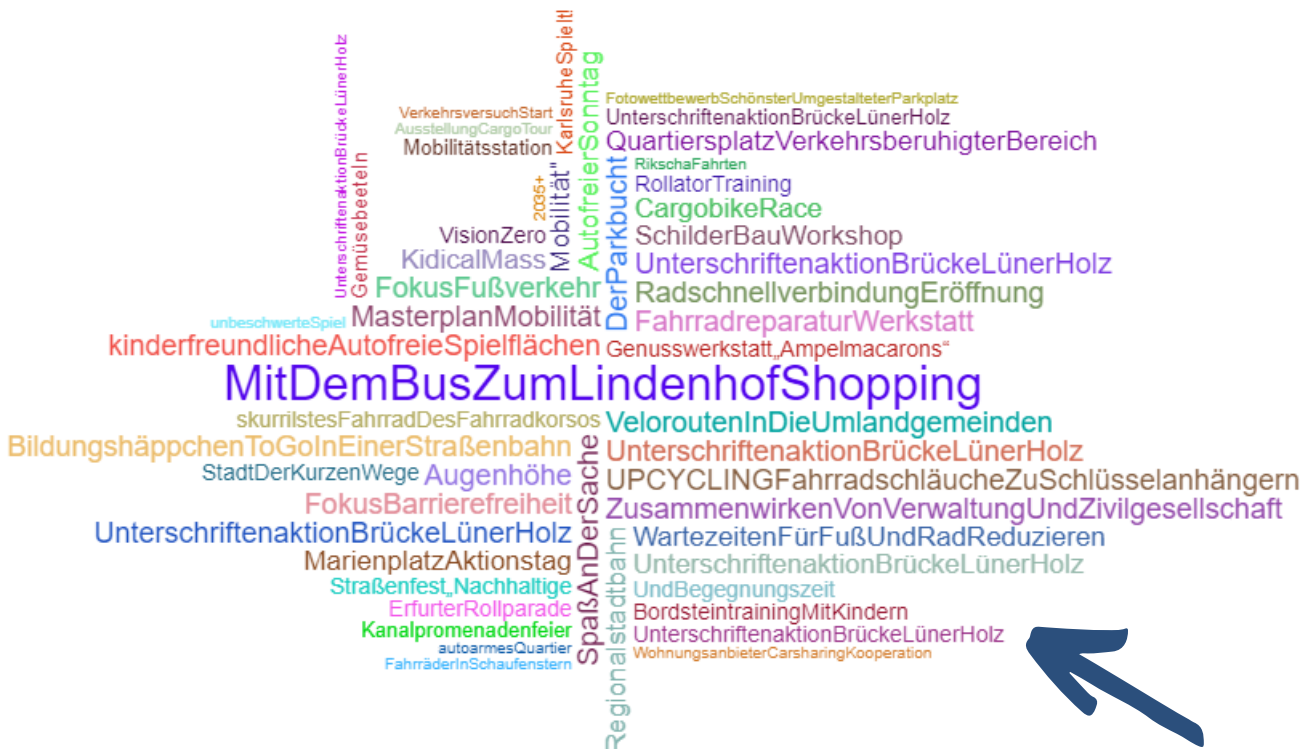 UnterschriftenaktionBrückeLünerHolz
Gemüsebeeteln
VerkehrsversuchStart
AusstellungCargoTour
Mobilitätsstation
2035+
Mobilität"
KarlsruheSpielt!
AutofreierSonntag
VisionZero
KidicalMass
FokusFußverkehr
unbeschwerteSpiel
MasterplanMobilität
kinderfreundlicheAutofreieSpielflächen
FotowettbewerbSchönsterUmgestalteterParkplatz
UnterschriftenaktionBrückeLünerHolz
QuartiersplatzVerkehrsberuhigterBereich
DerParkbucht
RikschaFahrten
RollatorTraining
CargobikeRace
SchilderBauWorkshop
UnterschriftenaktionBrückeLünerHolz
RadschnellverbindungEröffnung
FahrradreparaturWerkstatt
Genusswerkstatt„Ampelmacarons“
MitDemBusZumLindenhofShopping
skurrilstesFahrradDesFahrradkorsos
BildungshäppchenToGoInEinerStraßenbahn
StadtDerKurzenWege
Augenhöhe
FokusBarrierefreiheit
UnterschriftenaktionBrückeLünerHolz
MarienplatzAktionstag
Straßenfest„Nachhaltige
ErfurterRollparade
Kanalpromenadenfeier
autoarmesQuartier
FahrräderInSchaufenstern
SpaßAnDerSache
Regionalstadtbahn
VeloroutenInDieUmlandgemeinden
UnterschriftenaktionBrückeLünerHolz
UPCYCLINGFahrradschläucheZuSchlüsselanhängern
ZusammenwirkenVonVerwaltungUndZivilgesellschaft
WartezeitenFürFußUndRadReduzieren
UnterschriftenaktionBrückeLünerHolz
UndBegegnungszeit
BordsteintrainingMitKindern
UnterschriftenaktionBrückeLünerHolz
WohnungsanbieterCarsharingKooperation